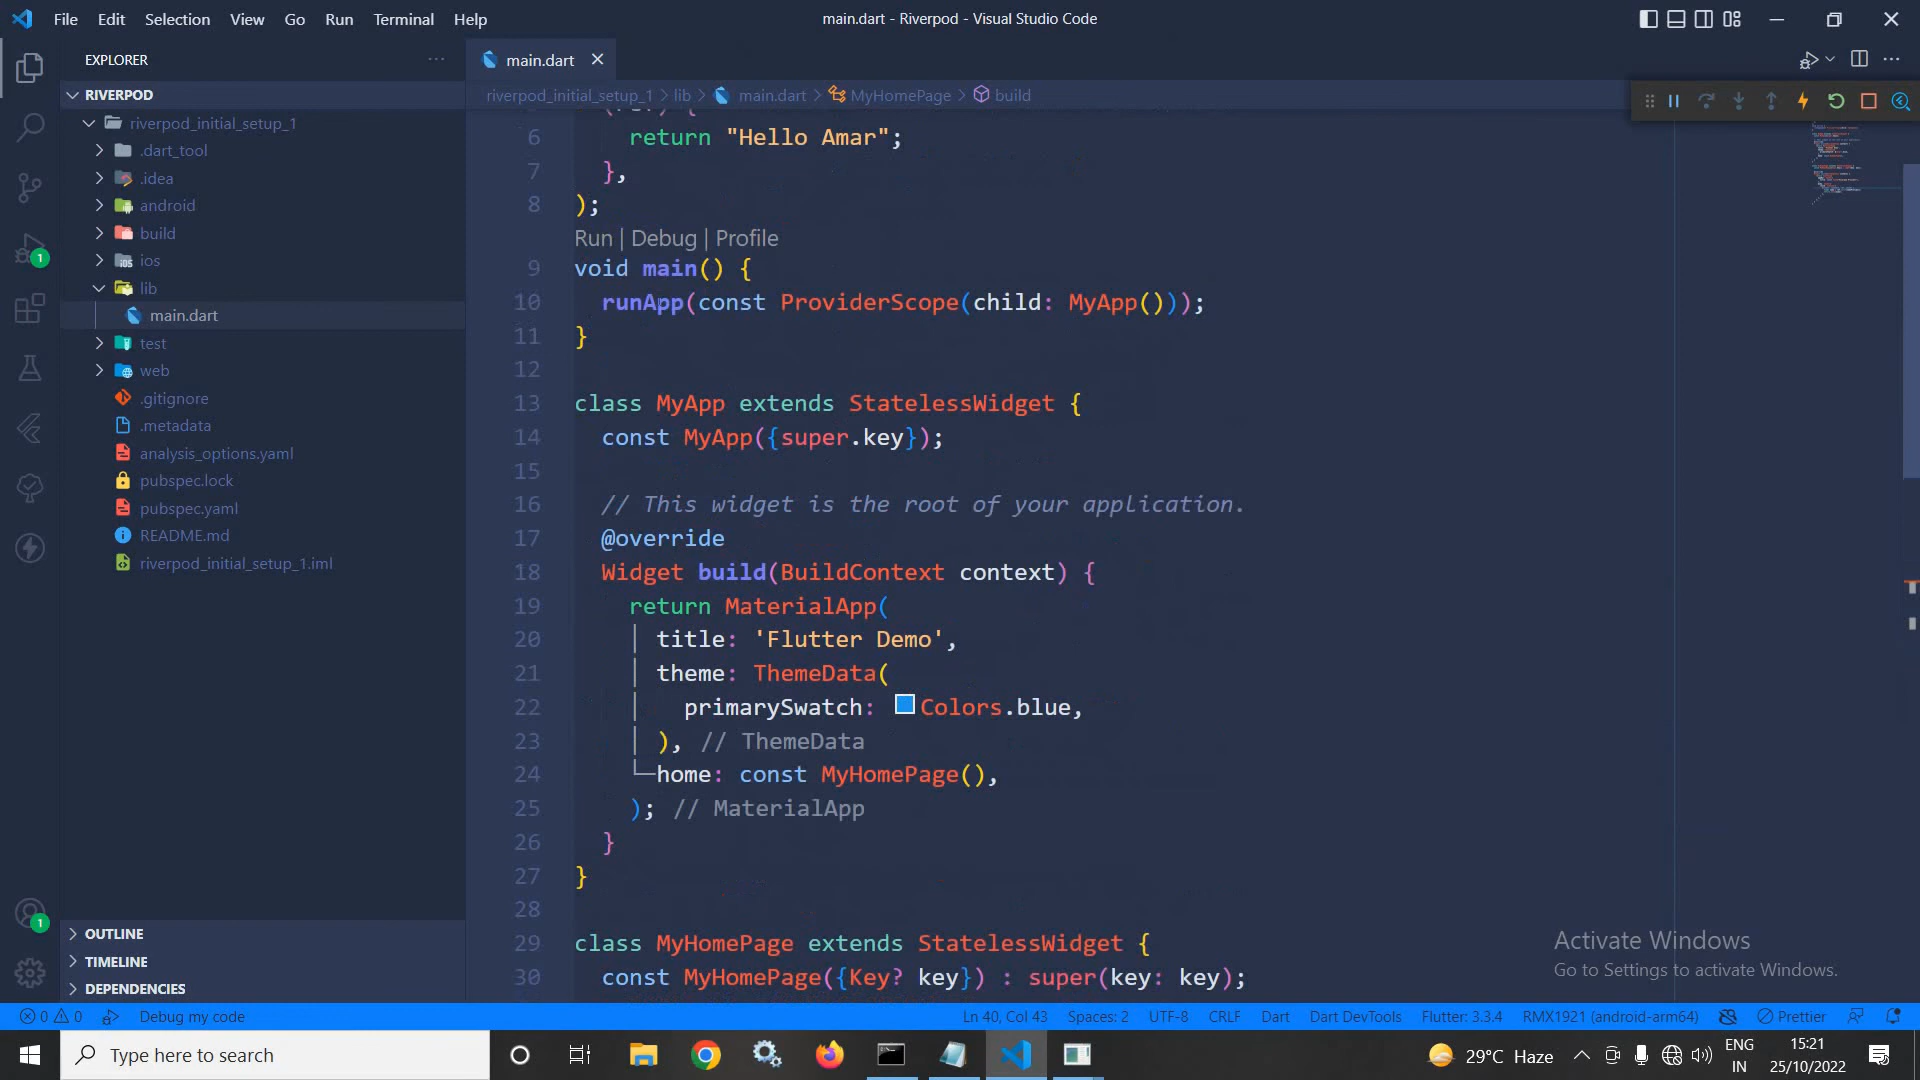 File Edit Selection View Go Run Terminal Help
main.dart - Riverpod - Visual Studio Code
EXPLORER
RIVERPOD
riverpod_initial_setup_1
.dart_tool
.idea
android
build
ios
lib
main.dart
test
web
.gitignore
.metadata
analysis_options.yaml
pubspec.lock
pubspec.yaml
README.md
riverpod_initial_setup_1.iml
OUTLINE
TIMELINE
DEPENDENCIES
1
1
main.dart
riverpod_initial_setup_1 > lib > main.dart > MyHomePage > build
6 return "Hello Amar";
7 },
8 );
Run | Debug | Profile
9 void main() {
10 runApp(const ProviderScope(child: MyApp()));
11 }
12
13 class MyApp extends StatelessWidget {
14 const MyApp({super.key});
15
16 // This widget is the root of your application.
17 @override
18 Widget build(BuildContext context) {
19 return MaterialApp(
20 title: 'Flutter Demo',
21 theme: ThemeData(
22 primarySwatch: Colors.blue,
23 ), // ThemeData
24 home: const MyHomePage(),
25 ); // MaterialApp
26 }
27 }
28
29 class MyHomePage extends StatelessWidget {
30 const MyHomePage({Key? key}) : super(key: key);
Activate Windows
Go to Settings to activate Windows.
0 0 Debug my code
Ln 40, Col 43 Spaces: 2 UTF-8 CRLF Dart Dart DevTools Flutter: 3.3.4 RMX1921 (android-arm64) Prettier
Type here to search
29°C Haze
ENG
IN
15:21
25/10/2022